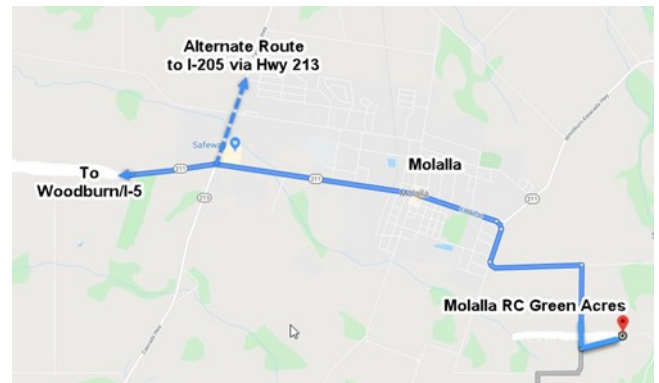 Alternate Route
to I-205 via Hwy 213
Safeway
Molalla
To
Woodburn/I-5
211
211
Molalla
211
213
Molalla RC Green Acres